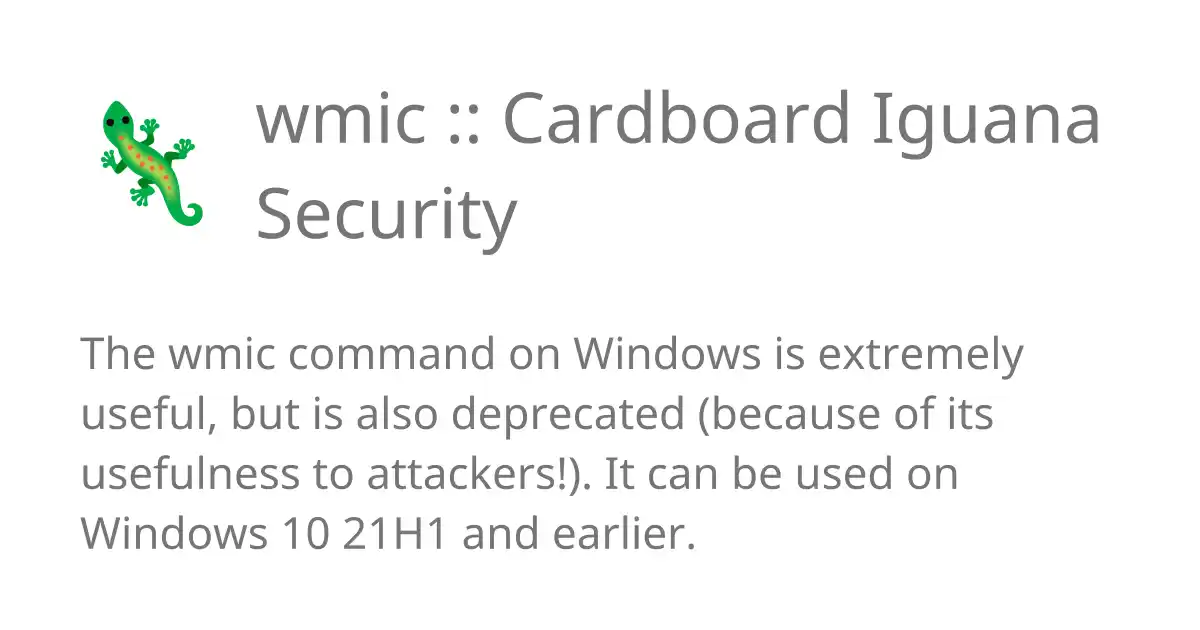 wmic :: Cardboard Iguana
Security
The wmic command on Windows is extremely
useful, but is also deprecated (because of its
usefulness to attackers!). It can be used on
Windows 10 21H1 and earlier.